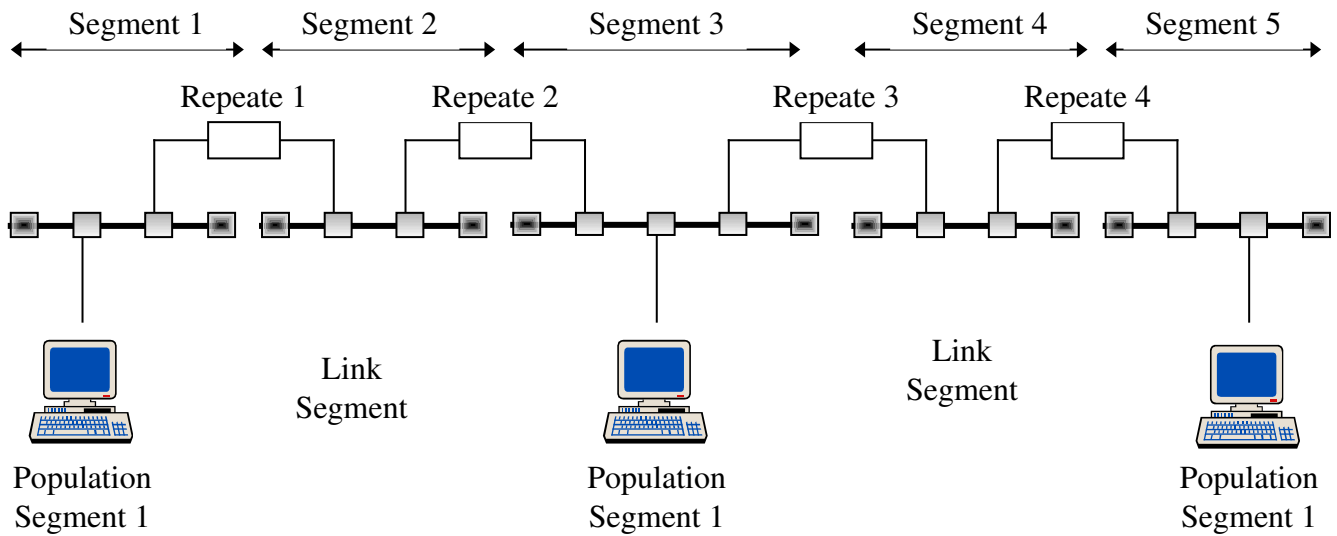 Segment 1
Segment 2
Segment 3
Segment 4
Segment 5
Repeate 1
Repeate 2
Repeate 3
Repeate 4
Link
Segment
Link
Segment
Population
Segment 1
Population
Segment 1
Population
Segment 1